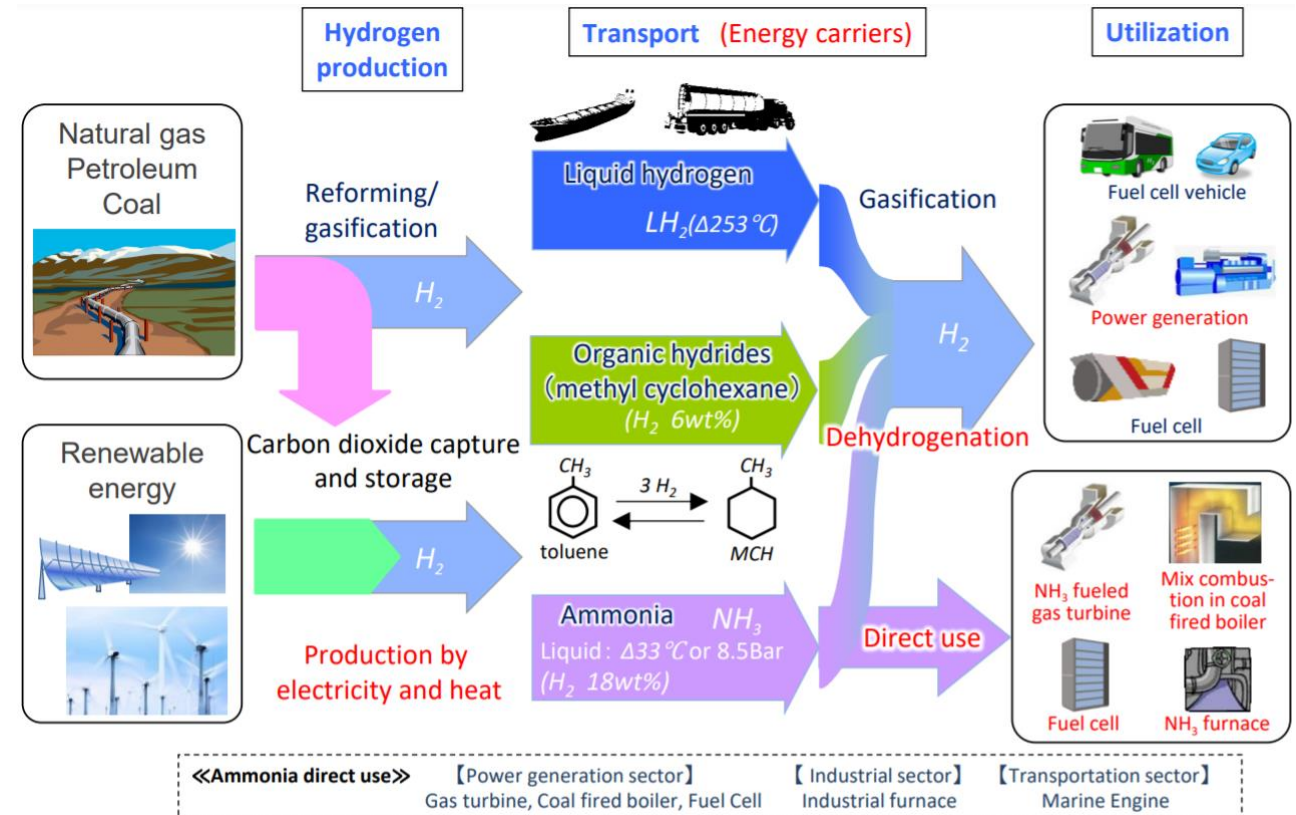 Hydrogen
production
Transport (Energy carriers)
Utilization
Natural gas
Petroleum
Coal
Reforming/
gasification
H2
Carbon dioxide capture
and storage
Renewable
energy
H2
Production by
electricity and heat
Liquid hydrogen
LH2(Δ253℃)
Organic hydrides
(methyl cyclohexane)
(H2 6wt%)
CH3
3 H2
CH3
toluene
MCH
Ammonia NH3
Liquid : Δ33℃ or 8.5Bar
(H2 18wt%)
Gasification
H2
Dehydrogenation
Direct use
Fuel cell vehicle
Power generation
Fuel cell
NH3 fueled
gas turbine
Mix combus-
tion in coal
fired boiler
Fuel cell
NH3 furnace
≪Ammonia direct use≫ 【Power generation sector】 【 Industrial sector】 【Transportation sector】
Gas turbine, Coal fired boiler, Fuel Cell Industrial furnace Marine Engine